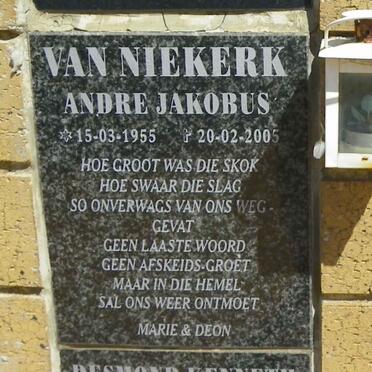 VAN NIEKERK
ANDRE JAKOBUS
✡ 15-03-1955 ✝ 20-02-2005
HOE GROOT WAS DIE SKOK
HOE SWAAR DIE SLAG
SO ONVERWAGS VAN ONS WEG-
GEVAT
GEEN LAASTE WOORD
GEEN AFSKEIDS-GROET
MAAR IN DIE HEMEL
SAL ONS WEER ONTMOET
MARIE & DEON
DESMOND KENNETH